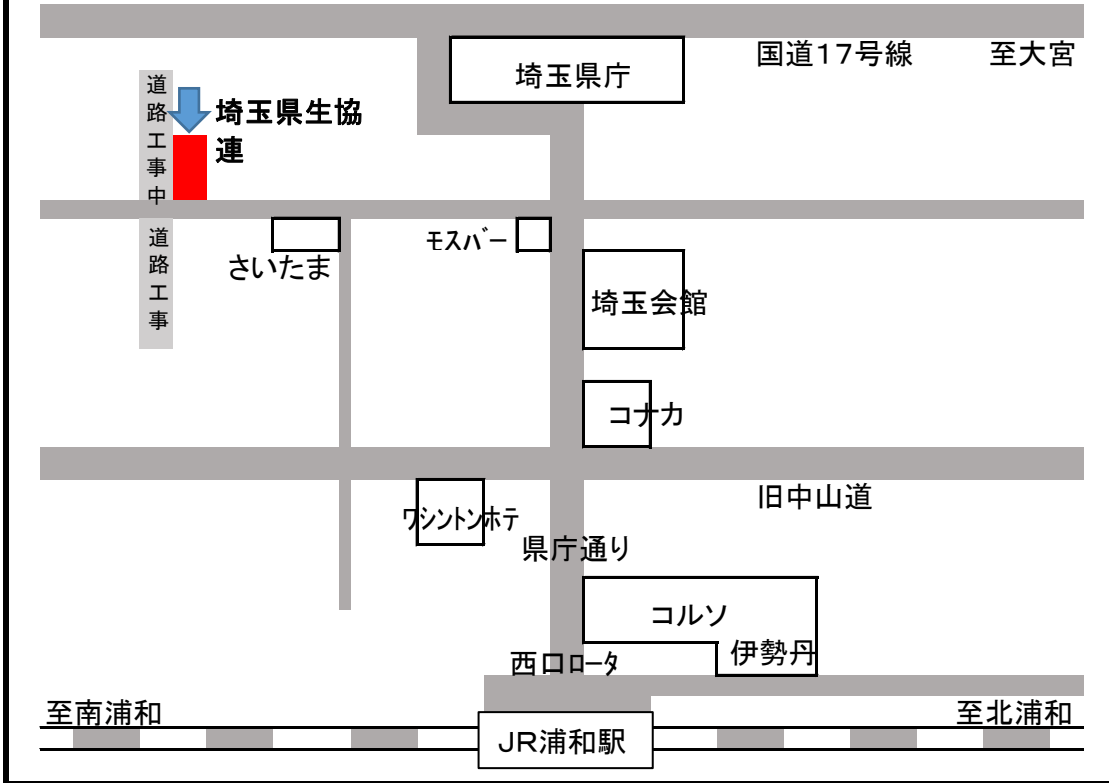 国道17号線
至大宮
埼玉県庁
道路工事中
埼玉県生協
連
モスバー
道路工事
さいたま
埼玉会館
コナカ
旧中山道
ワシントンホテ
県庁通り
コルソ
伊勢丹
西口ロータ
至南浦和
至北浦和
JR浦和駅